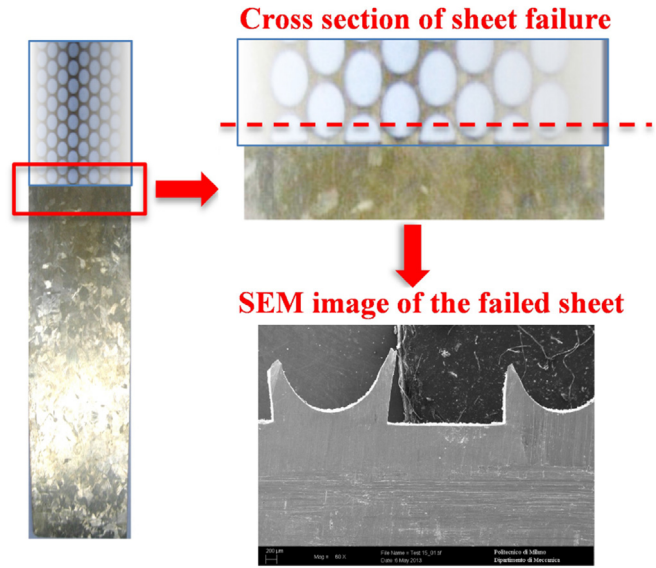 Cross section of sheet failure
SEM image of the failed sheet
200 µm
Mag = 60 X
File Name = Test 15_01.tif
Date :6 May 2013
Politecnico di Milano
Dipartimento di Meccanica